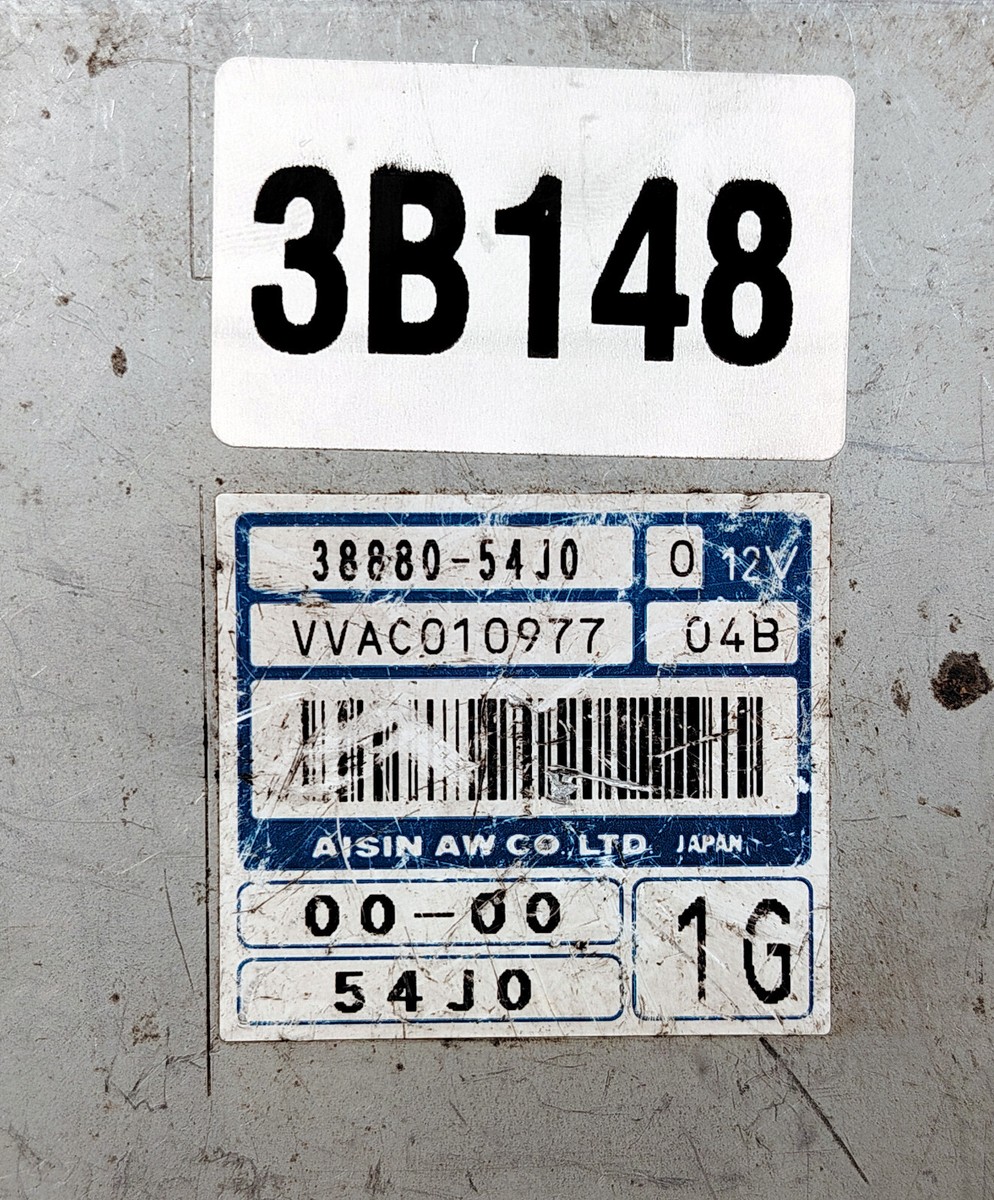 3B148
38880-54J0 0 12V
VVAC010977 04B
AISIN AW CO.,LTD JAPAN
00-00
1G
54J0